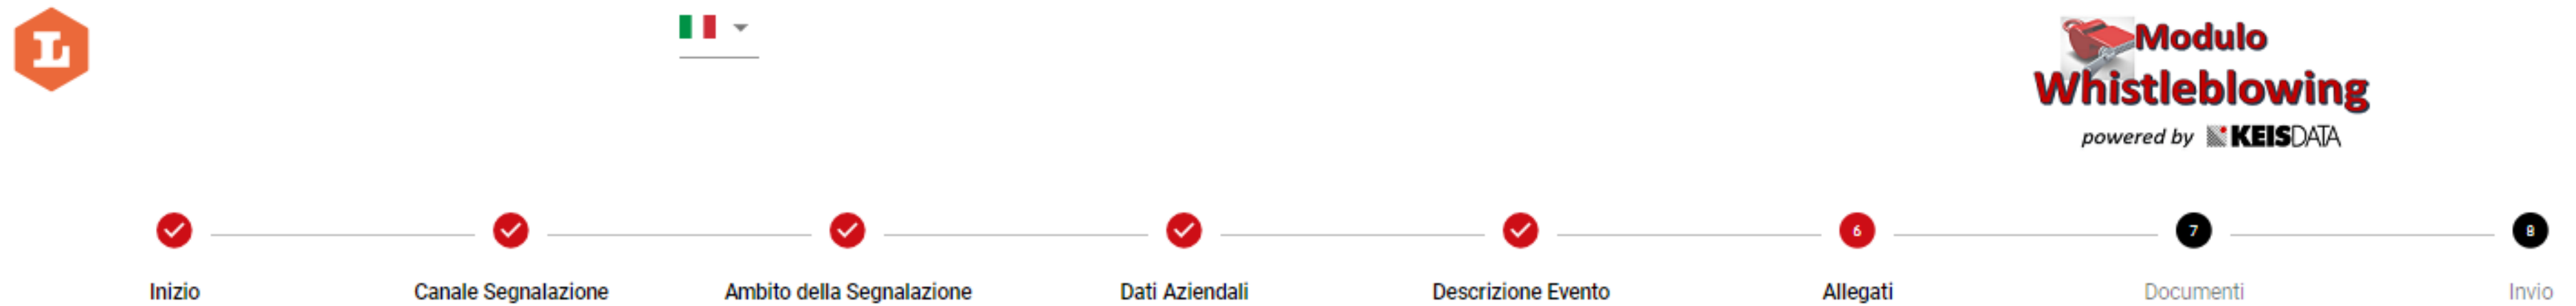 L
Modulo
Whistleblowing
powered by KEISDATA
6
7
8
Inizio
Canale Segnalazione
Ambito della Segnalazione
Dati Aziendali
Descrizione Evento
Allegati
Documenti
Invio